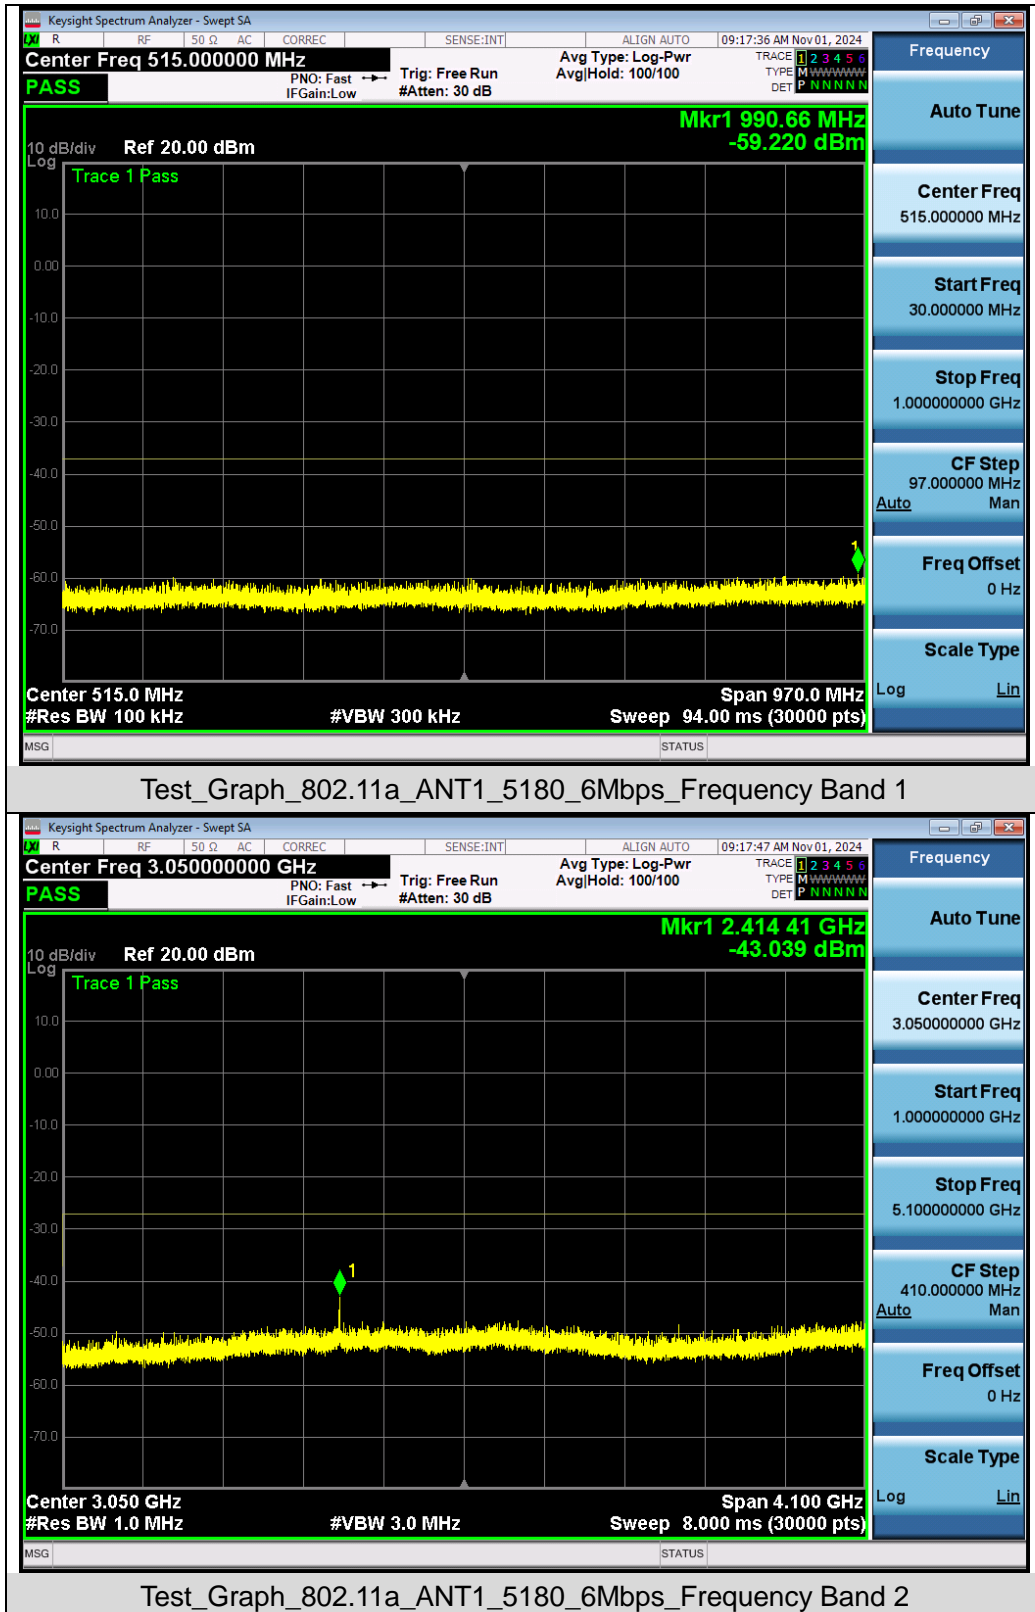 Keysight Spectrum Analyzer - Swept SA
LXI R RF 50 Ω AC CORREC SENSE:INT ALIGN AUTO 09:17:36 AM Nov 01, 2024
Center Freq 515.000000 MHz
PASS
PNO: Fast
IFGain:Low
Trig: Free Run
#Atten: 30 dB
Avg Type: Log-Pwr
Avg|Hold: 100/100
TRACE 1 2 3 4 5 6
TYPE M WWWWW
DET P N N N N N
Mkr1 990.66 MHz
-59.220 dBm
10 dB/div Ref 20.00 dBm
Log
Trace 1 Pass
10.0
0.00
-10.0
-20.0
-30.0
-40.0
-50.0
1
-60.0
-70.0
Center 515.0 MHz Span 970.0 MHz
#Res BW 100 kHz #VBW 300 kHz Sweep 94.00 ms (30000 pts)
MSG STATUS
Frequency
Auto Tune
Center Freq
515.000000 MHz
Start Freq
30.000000 MHz
Stop Freq
1.000000000 GHz
CF Step
97.000000 MHz
Auto Man
Freq Offset
0 Hz
Scale Type
Log Lin
Test_Graph_802.11a_ANT1_5180_6Mbps_Frequency Band 1
Keysight Spectrum Analyzer - Swept SA
LXI R RF 50 Ω AC CORREC SENSE:INT ALIGN AUTO 09:17:47 AM Nov 01, 2024
Center Freq 3.050000000 GHz
PASS
PNO: Fast
IFGain:Low
Trig: Free Run
#Atten: 30 dB
Avg Type: Log-Pwr
Avg|Hold: 100/100
TRACE 1 2 3 4 5 6
TYPE M WWWWW
DET P N N N N N
Mkr1 2.414 41 GHz
-43.039 dBm
10 dB/div Ref 20.00 dBm
Log
Trace 1 Pass
10.0
0.00
-10.0
-20.0
-30.0
1
-40.0
-50.0
-60.0
-70.0
Center 3.050 GHz Span 4.100 GHz
#Res BW 1.0 MHz #VBW 3.0 MHz Sweep 8.000 ms (30000 pts)
MSG STATUS
Frequency
Auto Tune
Center Freq
3.050000000 GHz
Start Freq
1.000000000 GHz
Stop Freq
5.100000000 GHz
CF Step
410.000000 MHz
Auto Man
Freq Offset
0 Hz
Scale Type
Log Lin
Test_Graph_802.11a_ANT1_5180_6Mbps_Frequency Band 2